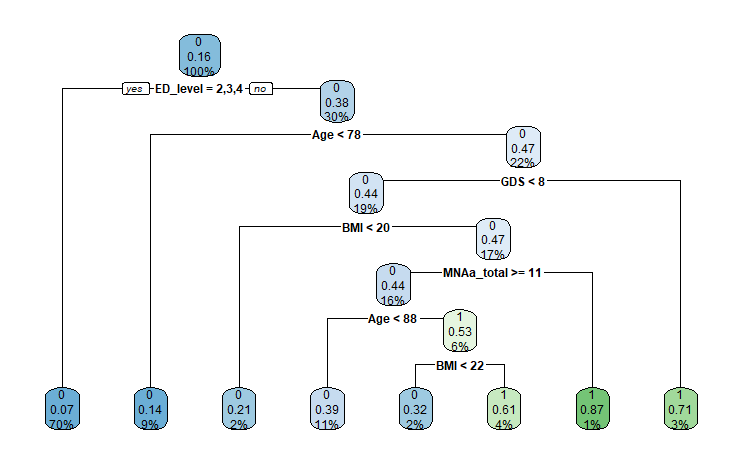 0
0.16
100%
yes ED_level = 2,3,4 no
0
0.38
30%
Age < 78
0
0.47
22%
GDS < 8
0
0.44
19%
BMI < 20
0
0.47
17%
MNAa_total >= 11
0
0.44
16%
Age < 88
1
0.53
6%
BMI < 22
0 0 0 0 0 1 1 1
0.07 0.14 0.21 0.39 0.32 0.61 0.87 0.71
70% 9% 2% 11% 2% 4% 1% 3%